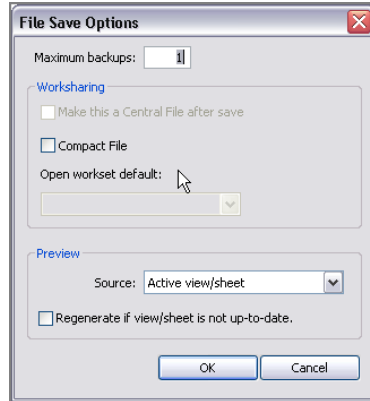 File Save Options
Maximum backups: 1
Worksharing
Make this a Central File after save
Compact File
Open workset default:
Preview
Source: Active view/sheet
Regenerate if view/sheet is not up-to-date.
OK Cancel